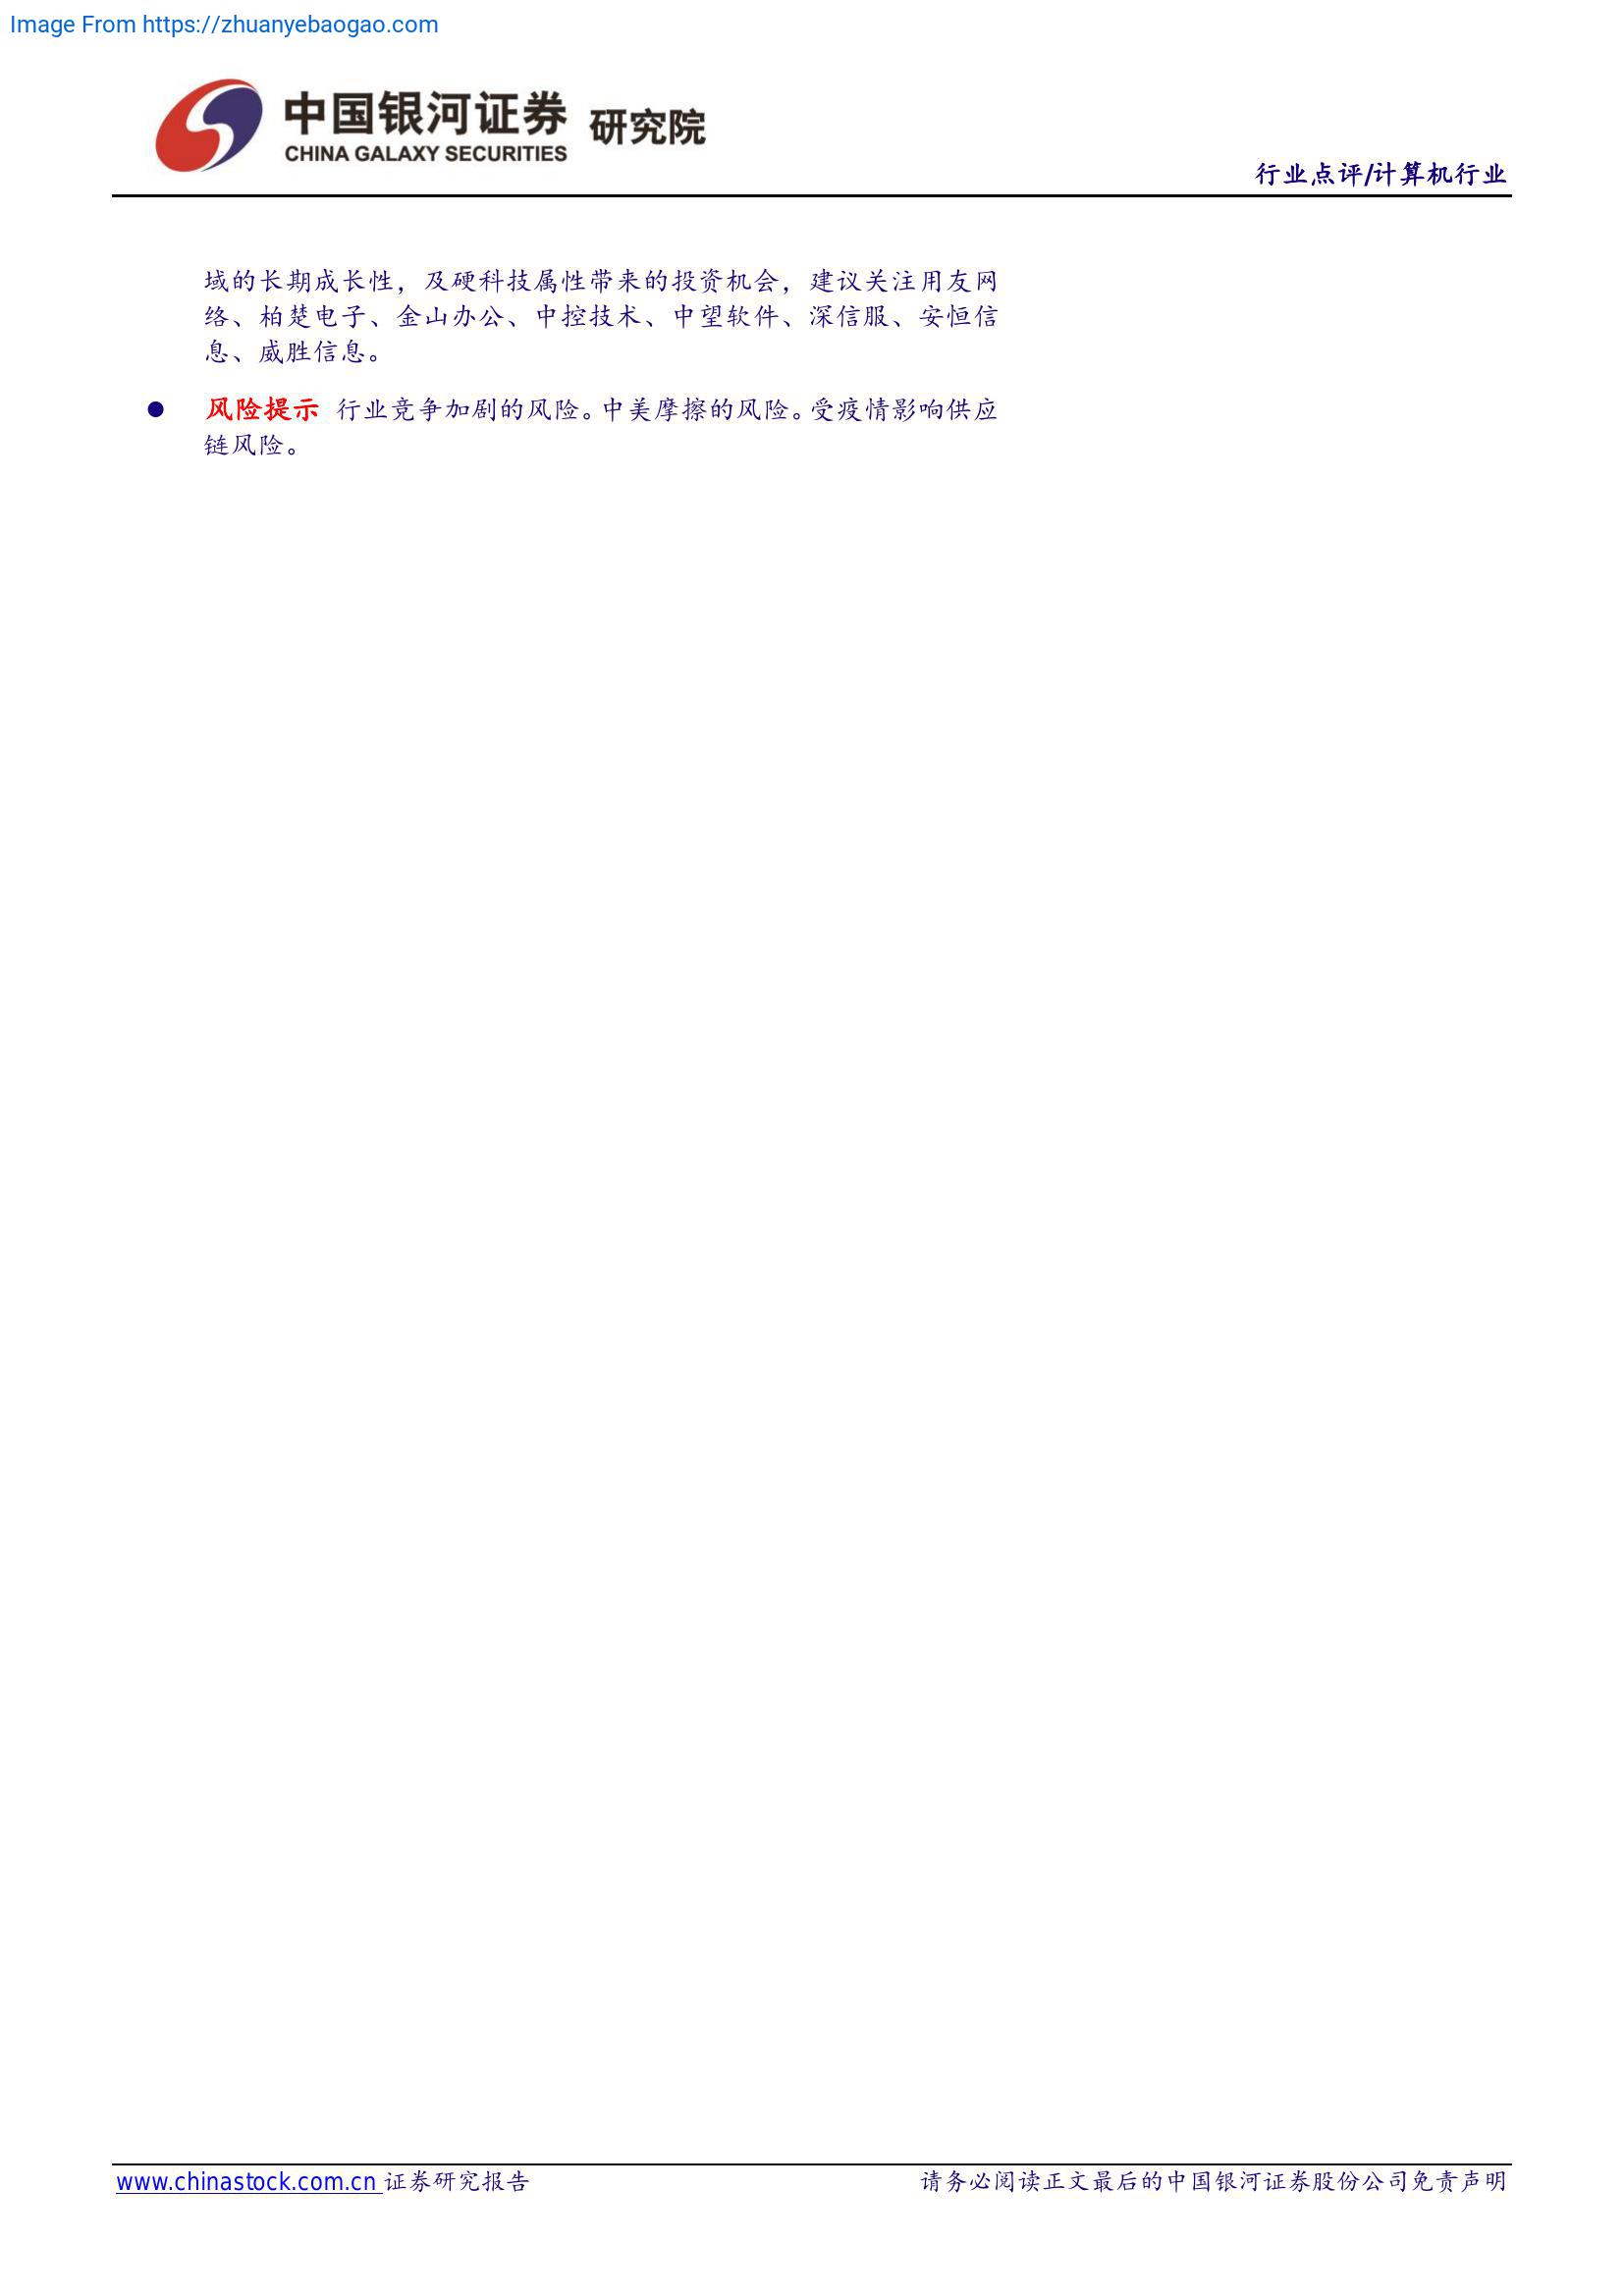 Image From https://zhuanyebaogao.com
中国银河证券 研究院
CHINA GALAXY SECURITIES
行业点评/计算机行业
域的长期成长性，及硬科技属性带来的投资机会，建议关注用友网
络、柏楚电子、金山办公、中控技术、中望软件、深信服、安恒信
息、威胜信息。
● 风险提示 行业竞争加剧的风险。中美摩擦的风险。受疫情影响供应
链风险。
www.chinastock.com.cn 证券研究报告
请务必阅读正文最后的中国银河证券股份公司免责声明